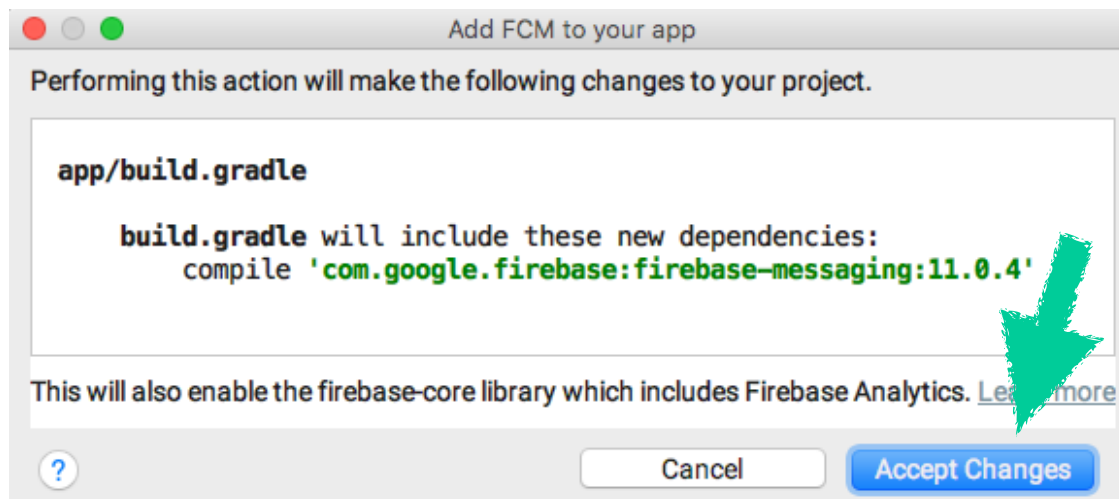 Add FCM to your app
Performing this action will make the following changes to your project.
app/build.gradle
build.gradle will include these new dependencies:
compile 'com.google.firebase:firebase-messaging:11.0.4'
This will also enable the firebase-core library which includes Firebase Analytics. Learn more
?
Cancel
Accept Changes